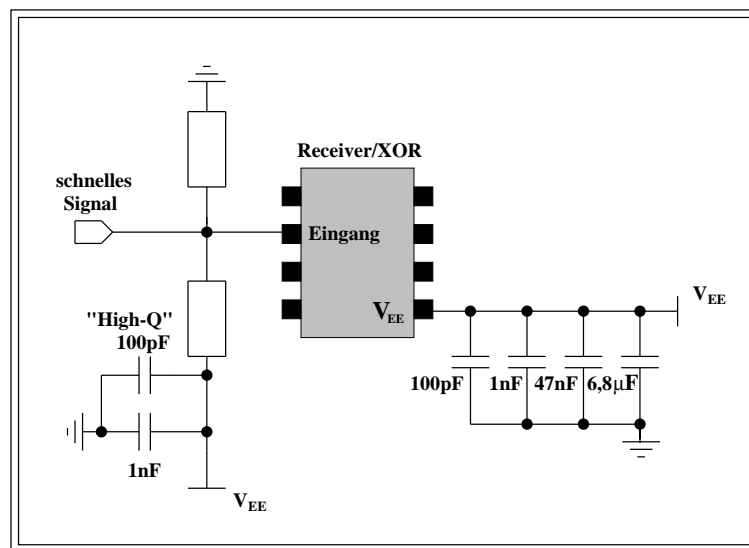 Receiver/XOR
schnelles
Signal
Eingang
V_EE
"High-Q"
100pF
V_EE
100pF 1nF 47nF 6,8µF
1nF
V_EE